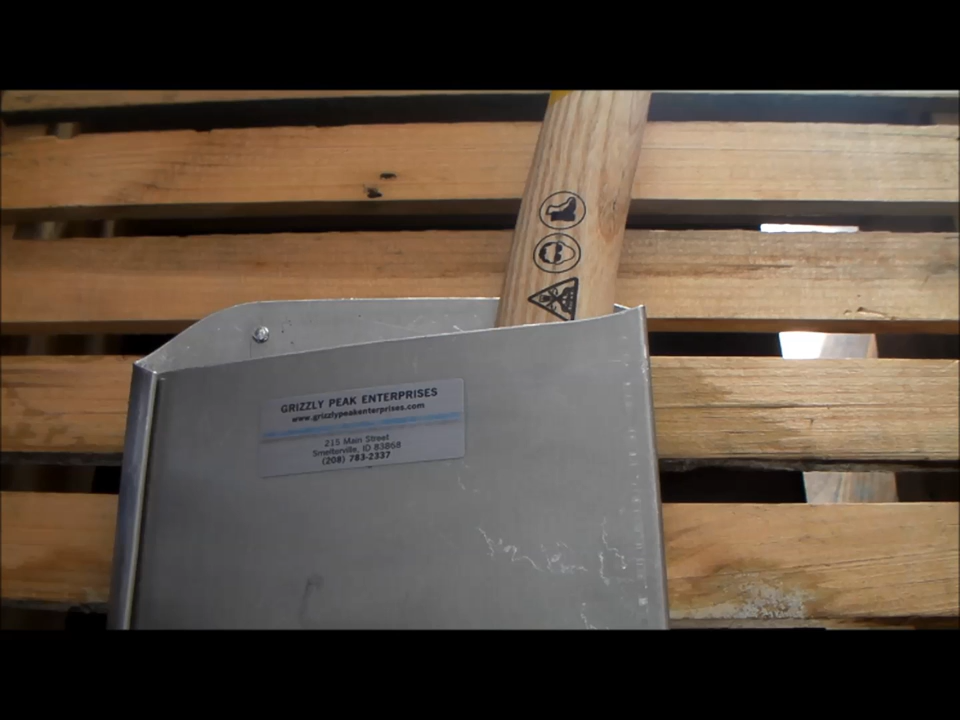 GRIZZLY PEAK ENTERPRISES
www.grizzlypeakenterprises.com
215 Main Street
Smelterville, ID 83868
(208) 783-2337